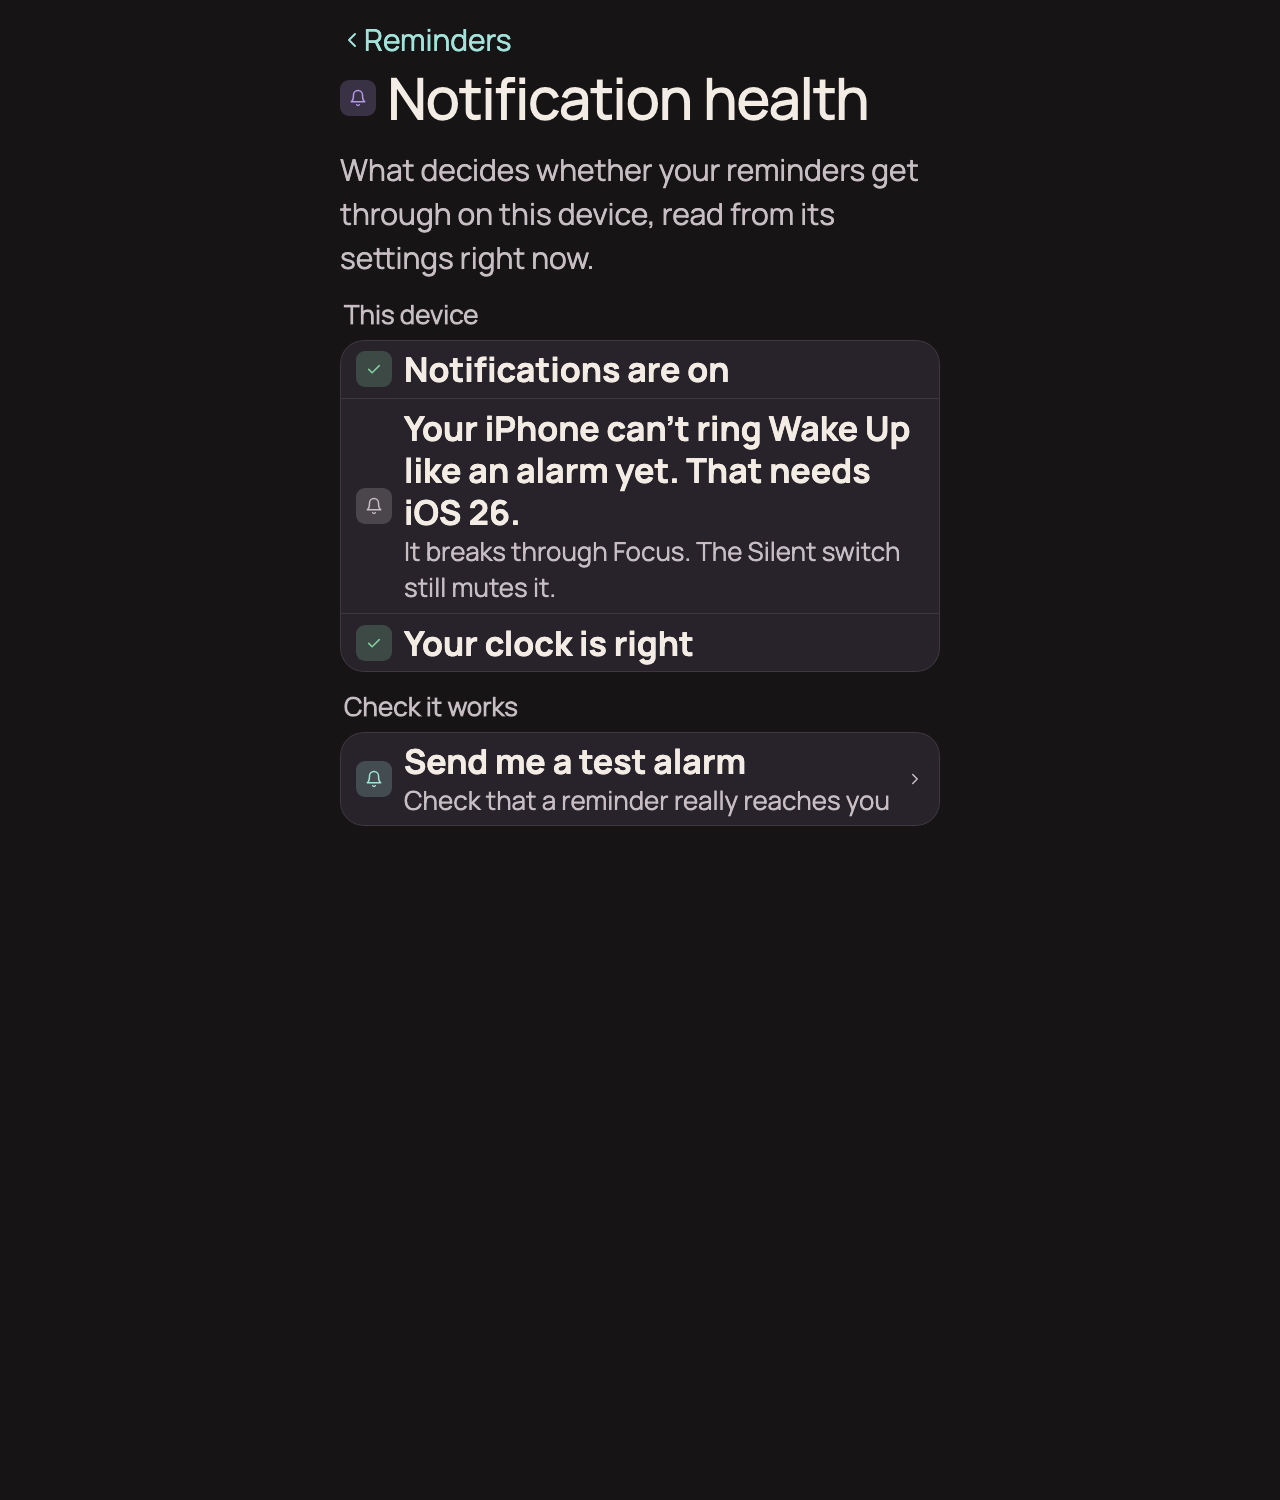 Reminders
Notification health
What decides whether your reminders get
through on this device, read from its
settings right now.
This device
Notifications are on
Your iPhone can’t ring Wake Up
like an alarm yet. That needs
iOS 26.
It breaks through Focus. The Silent switch
still mutes it.
Your clock is right
Check it works
Send me a test alarm
Check that a reminder really reaches you